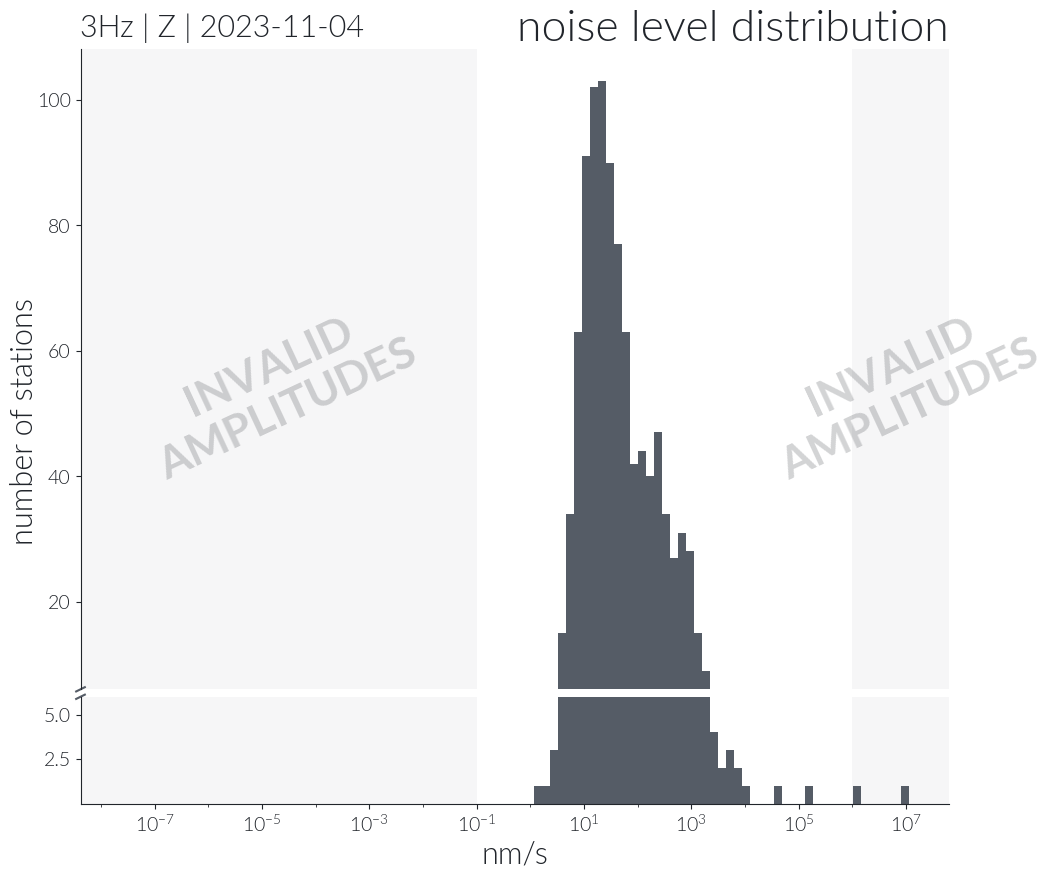 3Hz | Z | 2023-11-04
noise level distribution
100
80
60
40
20
5.0
2.5
number of stations
INVALID
AMPLITUDES
INVALID
AMPLITUDES
10⁻⁷ 10⁻⁵ 10⁻³ 10⁻¹ 10¹ 10³ 10⁵ 10⁷
nm/s